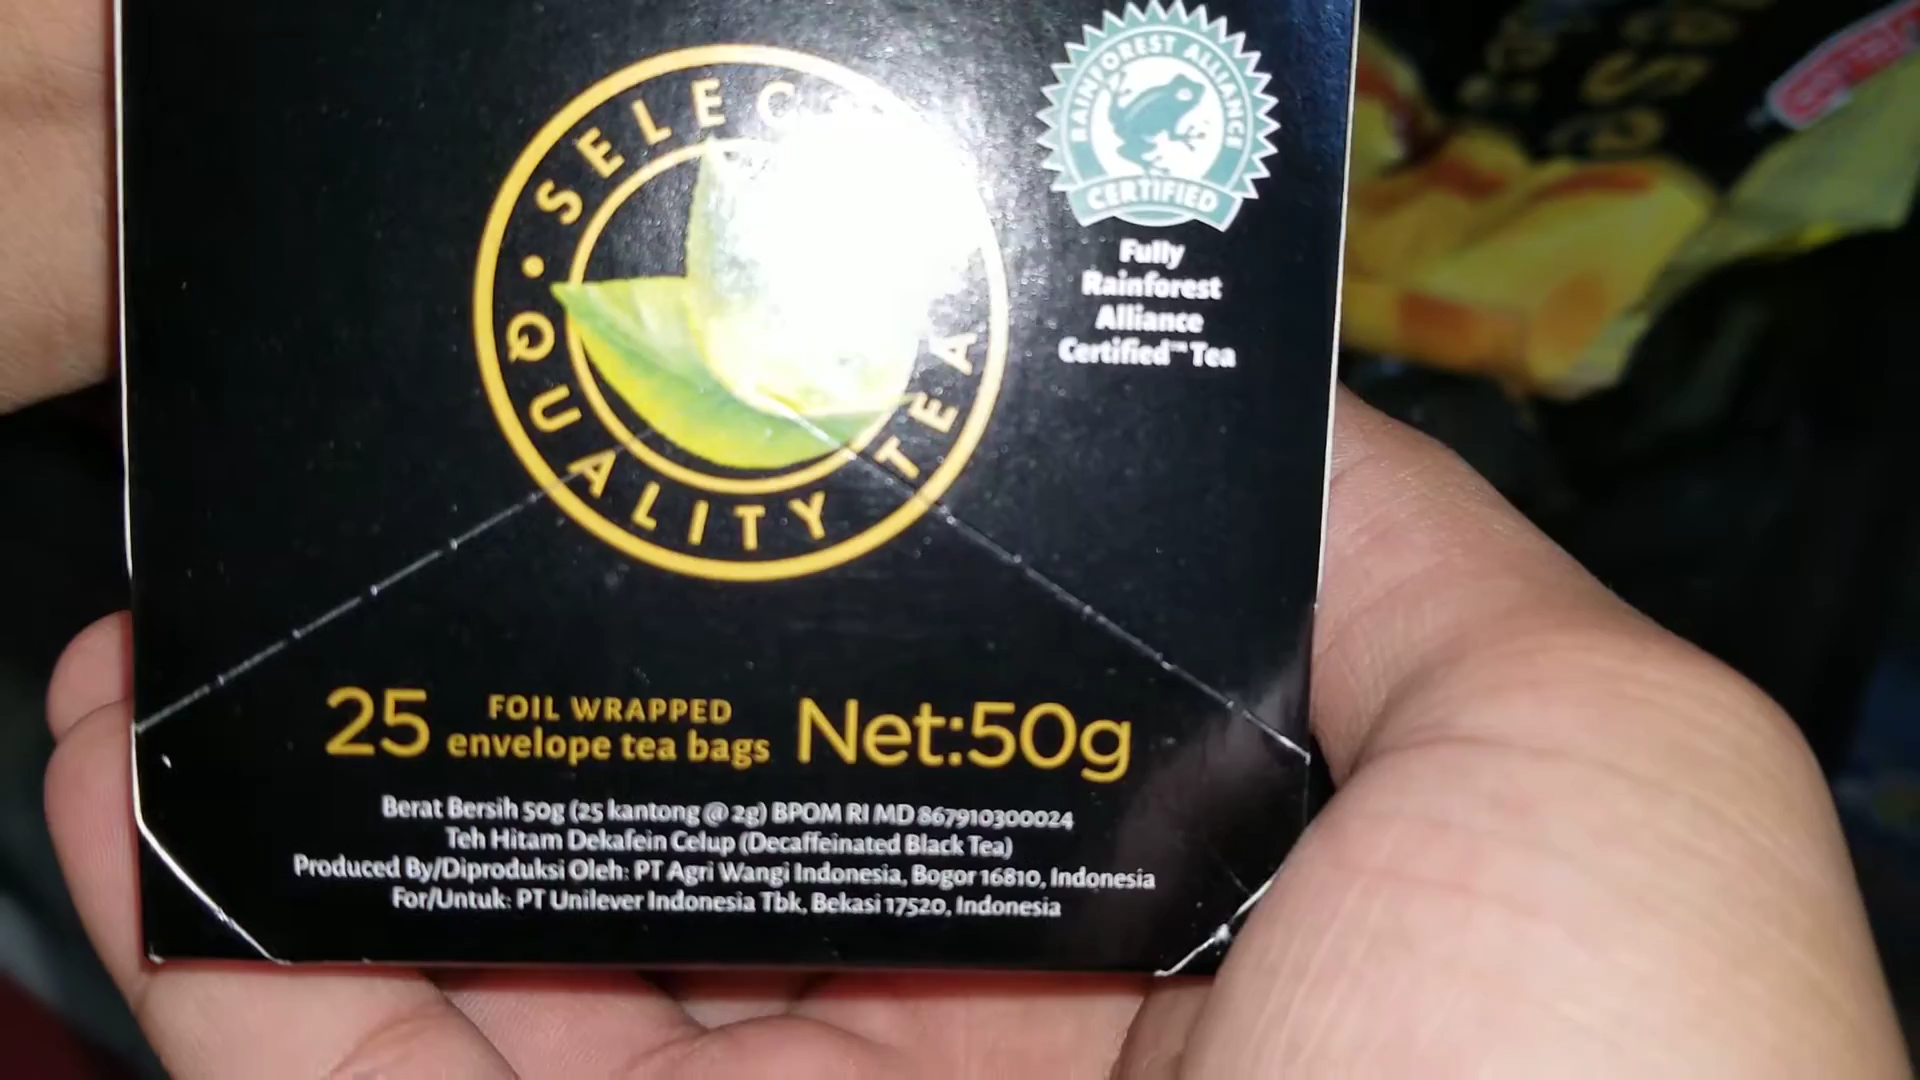 RAINFOREST ALLIANCE
CERTIFIED
Fully
Rainforest
Alliance
Certified™ Tea
QUALITY TEA
25 FOIL WRAPPED
envelope tea bags
Net:50g
Berat Bersih 50g (25 kantong @ 2g) BPOM RI MD 867910300024
Teh Hitam Dekafein Celup (Decaffeinated Black Tea)
Produced By/Diproduksi Oleh: PT Agri Wangi Indonesia, Bogor 16810, Indonesia
For/Untuk: PT Unilever Indonesia Tbk, Bekasi 17520, Indonesia